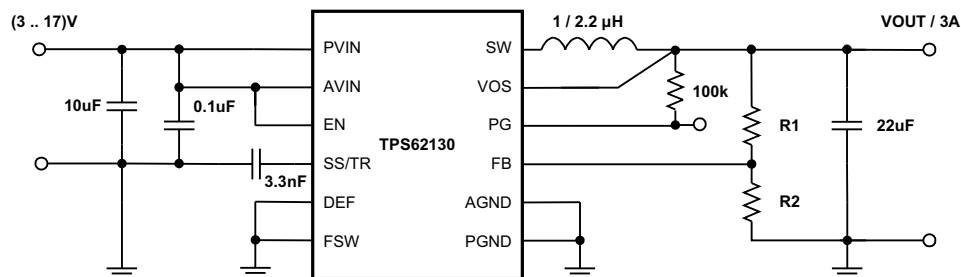 (3 .. 17)V
1 / 2.2 µH
VOUT / 3A
PVIN
SW
AVIN
VOS
10uF
0.1uF
100k
EN
PG
R1
22uF
TPS62130
SS/TR
FB
3.3nF
DEF
AGND
R2
FSW
PGND